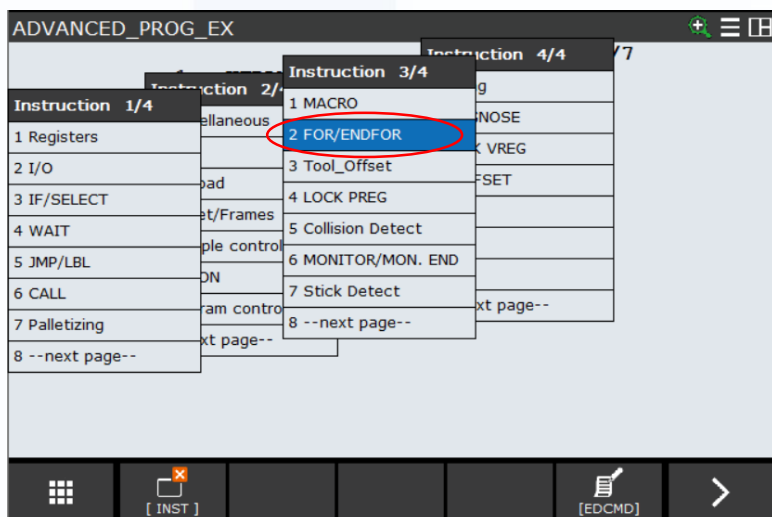 ADVANCED_PROG_EX
Instruction 1/4
1 Registers
2 I/O
3 IF/SELECT
4 WAIT
5 JMP/LBL
6 CALL
7 Palletizing
8 --next page--
ction 2/
ellaneous
oad
et/Frames
ple control
ON
ram contro
xt page--
Instruction 3/4
1 MACRO
2 FOR/ENDFOR
3 Tool_Offset
4 LOCK PREG
5 Collision Detect
6 MONITOR/MON. END
7 Stick Detect
8 --next page--
Instruction 4/4
/7
g
NOSE
K VREG
FSET
xt page--
[ INST ]
[EDCMD]